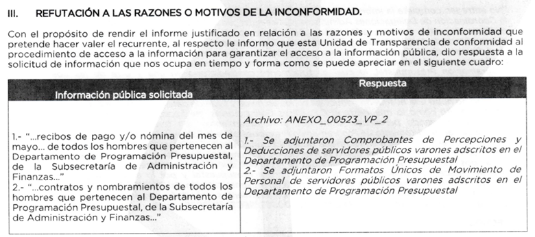 III. REFUTACIÓN A LAS RAZONES O MOTIVOS DE LA INCONFORMIDAD.
Con el propósito de rendir el informe justificado en relación a las razones y motivos de inconformidad que
pretende hacer valer el recurrente, al respecto le informo que esta Unidad de Transparencia de conformidad al
procedimiento de acceso a la información para garantizar el acceso a la información pública, dio respuesta a la
solicitud de información que nos ocupa en tiempo y forma como se puede apreciar en el siguiente cuadro:
Información pública solicitada
1.- “...recibos de pago y/o nómina del mes de
mayo... de todos los hombres que pertenecen al
Departamento de Programación Presupuestal,
de la Subsecretaría de Administración y
Finanzas...”
2.- “...contratos y nombramientos de todos los
hombres que pertenecen al Departamento de
Programación Presupuestal, de la Subsecretaría
de Administración y Finanzas...”
Respuesta
Archivo: ANEXO_00523_VP_2
1.- Se adjuntaron Comprobantes de Percepciones y
Deducciones de servidores públicos varones adscritos en el
Departamento de Programación Presupuestal
2.- Se adjuntaron Formatos Únicos de Movimiento de
Personal de servidores públicos varones adscritos en el
Departamento de Programación Presupuestal